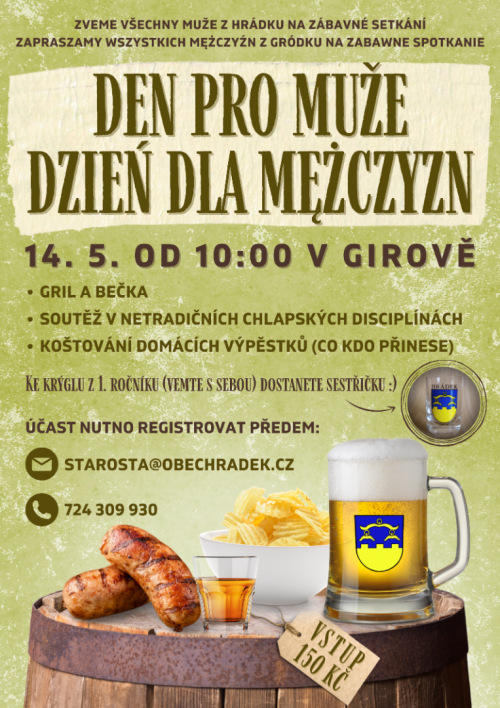 ZVEME VŠECHNY MUŽE Z HRÁDKU NA ZÁBAVNÉ SETKÁNÍ
ZAPRASZAMY WSZYSTKICH MĘŻCZYŹN Z GRÓDKU NA ZABAWNE SPOTKANIE
DEN PRO MUŽE
DZIEŃ DLA MĘŻCZYZN
14. 5. OD 10:00 V GIROVĚ
• GRIL A BEČKA
• SOUTĚŽ V NETRADIČNÍCH CHLAPSKÝCH DISCIPLÍNÁCH
• KOŠTOVÁNÍ DOMÁCÍCH VÝPĚSTKŮ (CO KDO PŘINESE)
KE KRÝGLU Z 1. ROČNÍKU (VEMTE S SEBOU) DOSTANETE SESTŘIČKU :)
HRÁDEK
ÚČAST NUTNO REGISTROVAT PŘEDEM:
STAROSTA@OBECHRADEK.CZ
724 309 930
VSTUP
150 KČ